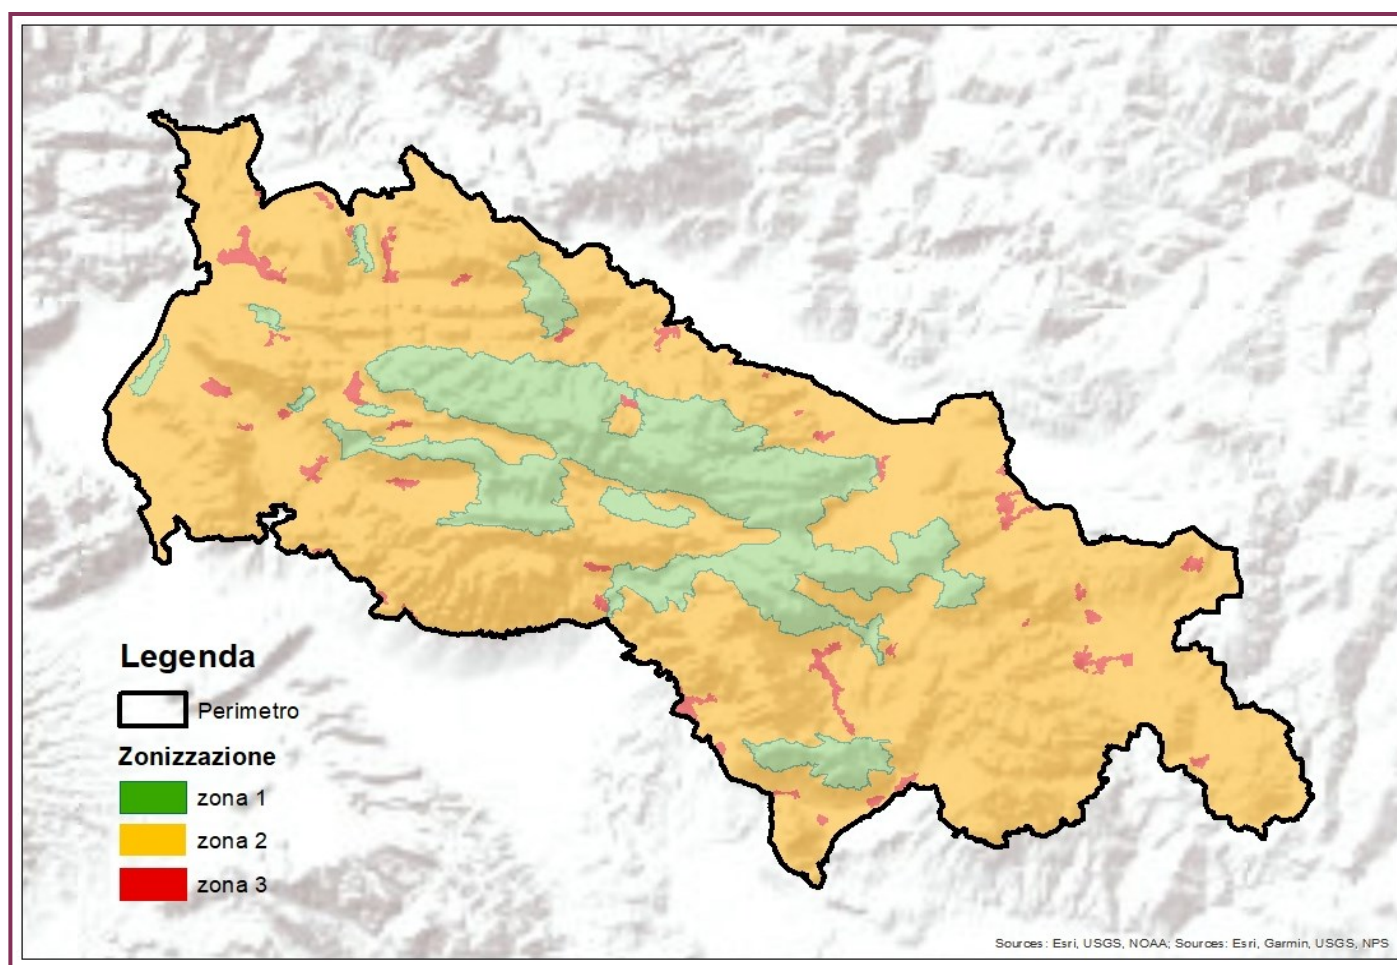 Legenda
Perimetro
Zonizzazione
zona 1
zona 2
zona 3
Sources: Esri, USGS, NOAA; Sources: Esri, Garmin, USGS, NPS